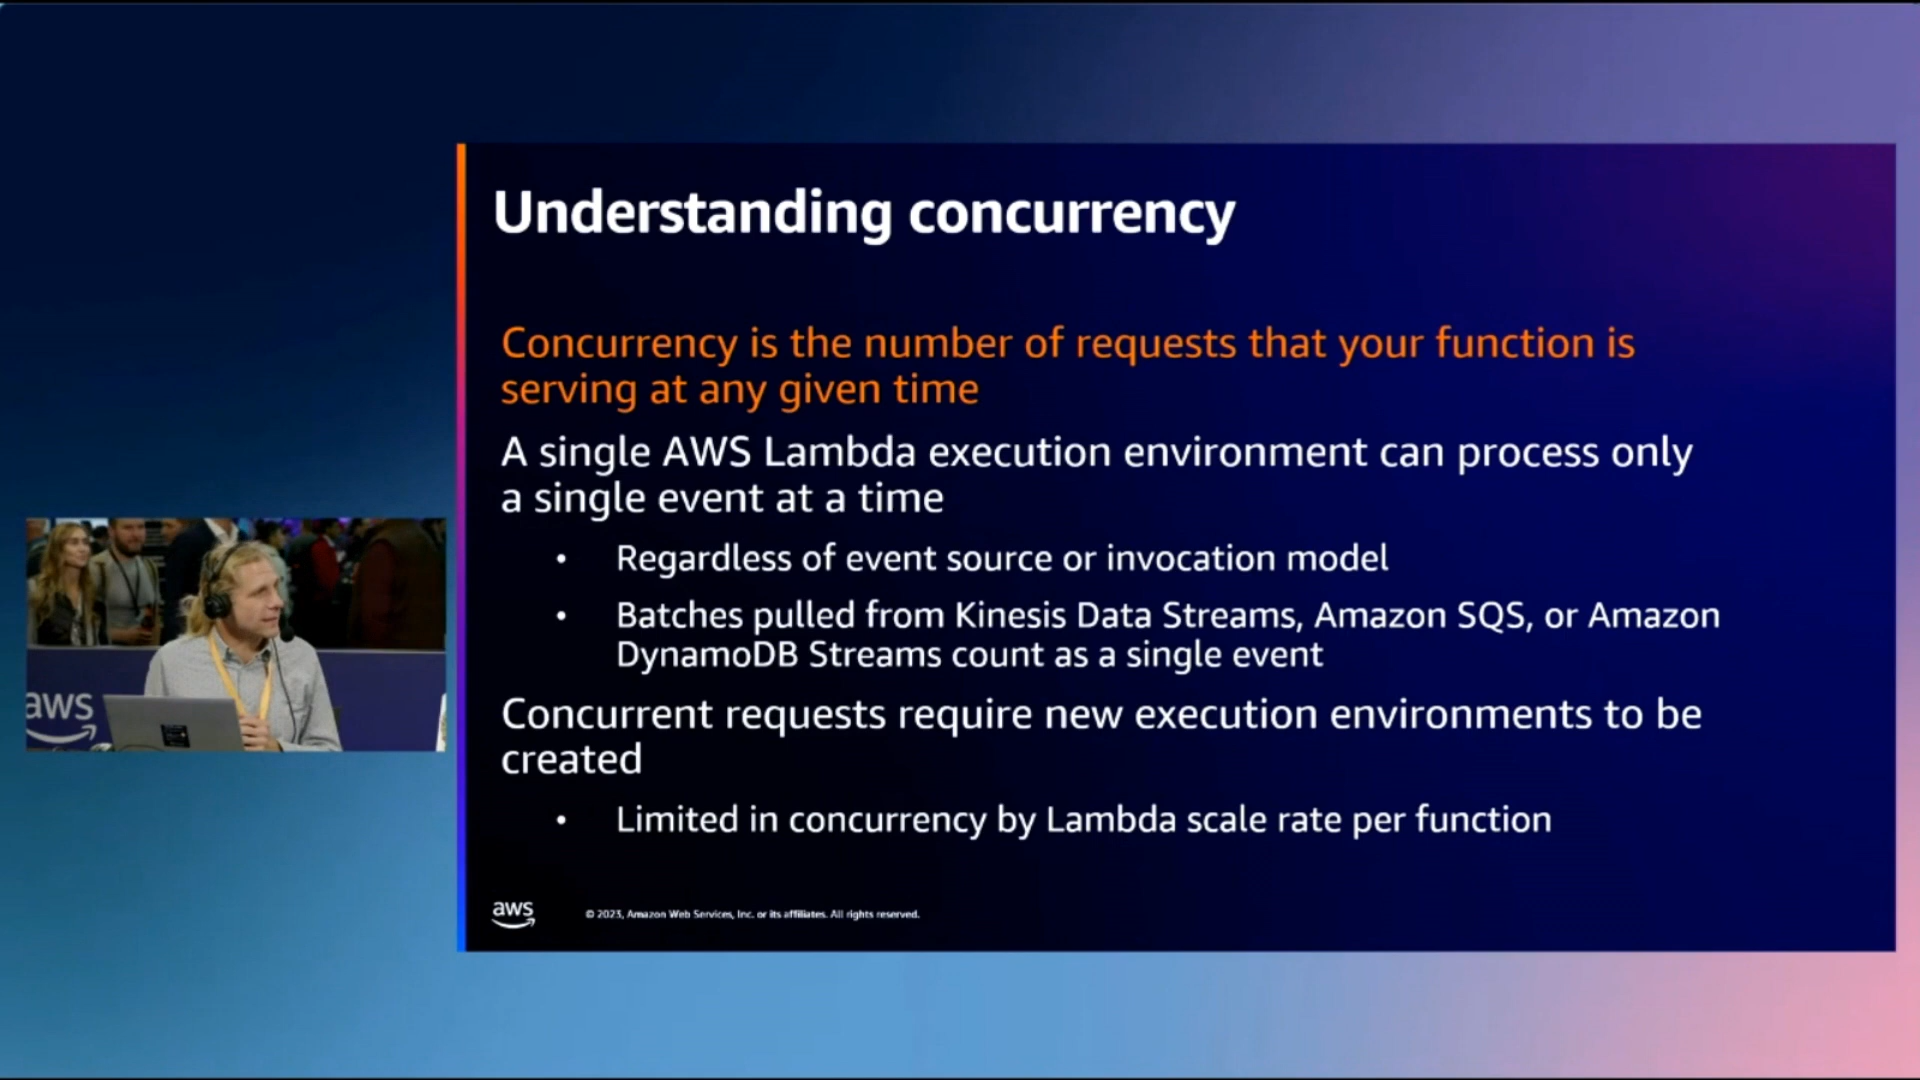 Understanding concurrency
Concurrency is the number of requests that your function is
serving at any given time
A single AWS Lambda execution environment can process only
a single event at a time
• Regardless of event source or invocation model
• Batches pulled from Kinesis Data Streams, Amazon SQS, or Amazon
DynamoDB Streams count as a single event
Concurrent requests require new execution environments to be
created
• Limited in concurrency by Lambda scale rate per function
aws
© 2023, Amazon Web Services, Inc. or its affiliates. All rights reserved.
aws